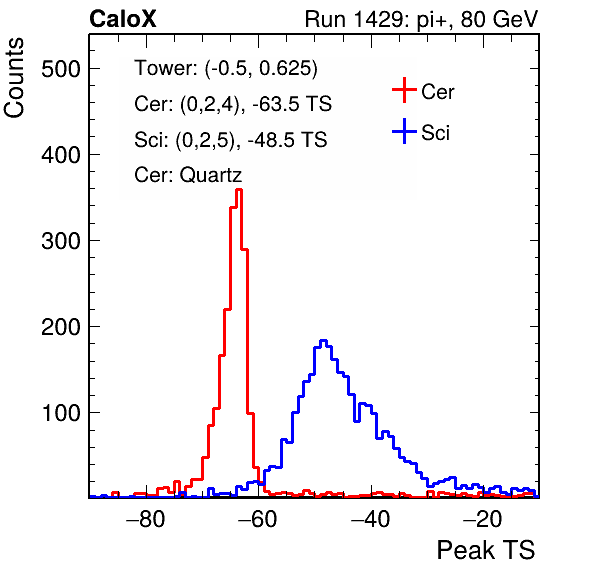 CaloX Run 1429: pi+, 80 GeV
Counts
Tower: (-0.5, 0.625)
Cer: (0,2,4), -63.5 TS
Sci: (0,2,5), -48.5 TS
Cer: Quartz
Cer
Sci
500
400
300
200
100
−80 −60 −40 −20
Peak TS